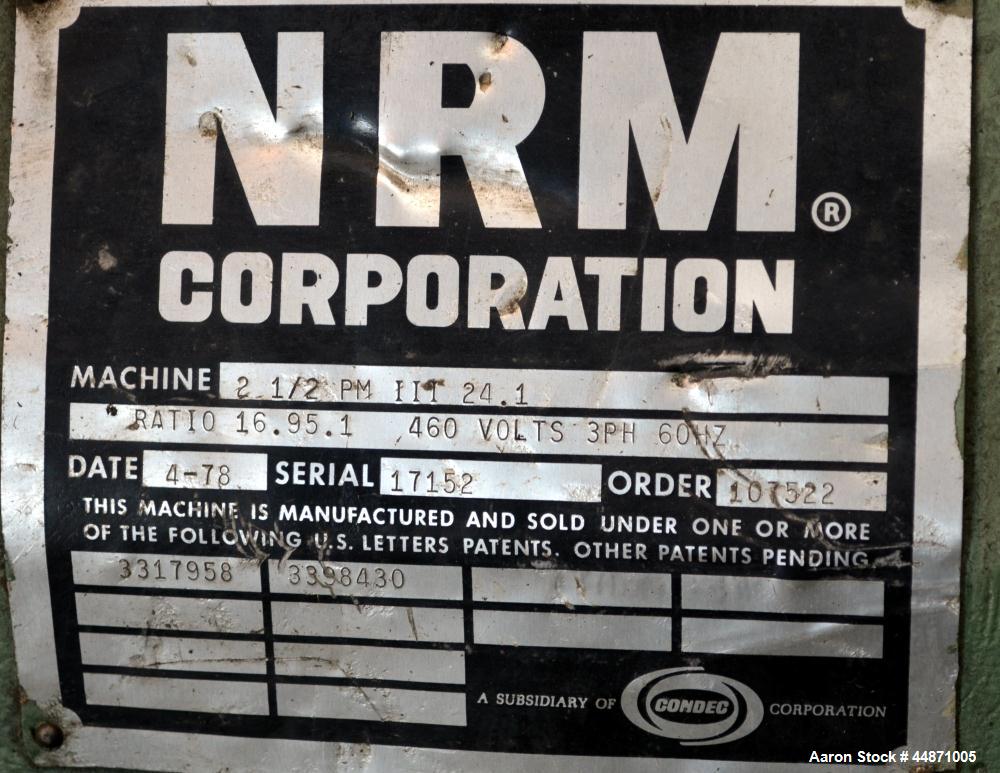 NRM®
CORPORATION
MACHINE 2 1/2 PM III 24.1
RATIO 16.95.1 460 VOLTS 3PH 60HZ
DATE 4-78 SERIAL 17152 ORDER 107522
THIS MACHINE IS MANUFACTURED AND SOLD UNDER ONE OR MORE
OF THE FOLLOWING U.S. LETTERS PATENTS. OTHER PATENTS PENDING
3317958 3398430
A SUBSIDIARY OF CONDEC CORPORATION
Aaron Stock # 44871005